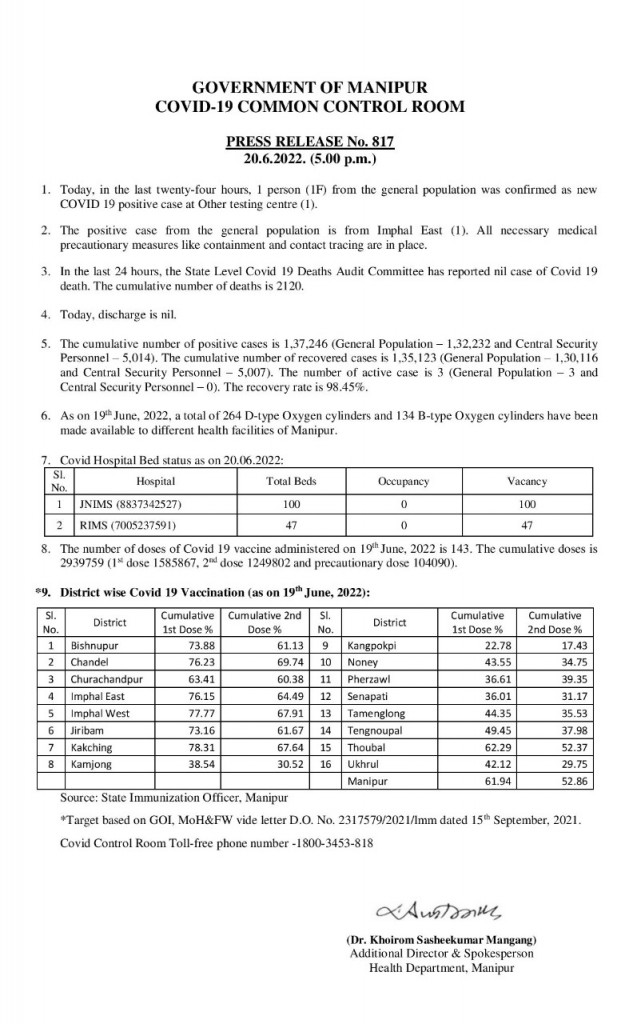 GOVERNMENT OF MANIPUR
COVID-19 COMMON CONTROL ROOM
PRESS RELEASE No. 817
20.6.2022. (5.00 p.m.)
1. Today, in the last twenty-four hours, 1 person (1F) from the general population was confirmed as new
COVID 19 positive case at Other testing centre (1).
2. The positive case from the general population is from Imphal East (1). All necessary medical
precautionary measures like containment and contact tracing are in place.
3. In the last 24 hours, the State Level Covid 19 Deaths Audit Committee has reported nil case of Covid 19
death. The cumulative number of deaths is 2120.
4. Today, discharge is nil.
5. The cumulative number of positive cases is 1,37,246 (General Population – 1,32,232 and Central Security
Personnel – 5,014). The cumulative number of recovered cases is 1,35,123 (General Population – 1,30,116
and Central Security Personnel – 5,007). The number of active case is 3 (General Population – 3 and
Central Security Personnel – 0). The recovery rate is 98.45%.
6. As on 19th June, 2022, a total of 264 D-type Oxygen cylinders and 134 B-type Oxygen cylinders have been
made available to different health facilities of Manipur.
7. Covid Hospital Bed status as on 20.06.2022:
Sl. No. Hospital Total Beds Occupancy Vacancy
1 JNIMS (8837342527) 100 0 100
2 RIMS (7005237591) 47 0 47
8. The number of doses of Covid 19 vaccine administered on 19th June, 2022 is 143. The cumulative doses is
2939759 (1st dose 1585867, 2nd dose 1249802 and precautionary dose 104090).
*9. District wise Covid 19 Vaccination (as on 19th June, 2022):
Sl. No. District Cumulative 1st Dose % Cumulative 2nd Dose % Sl. No. District Cumulative 1st Dose % Cumulative 2nd Dose %
1 Bishnupur 73.88 61.13 9 Kangpokpi 22.78 17.43
2 Chandel 76.23 69.74 10 Noney 43.55 34.75
3 Churachandpur 63.41 60.38 11 Pherzawl 36.61 39.35
4 Imphal East 76.15 64.49 12 Senapati 36.01 31.17
5 Imphal West 77.77 67.91 13 Tamenglong 44.35 35.53
6 Jiribam 73.16 61.67 14 Tengnoupal 49.45 37.98
7 Kakching 78.31 67.64 15 Thoubal 62.29 52.37
8 Kamjong 38.54 30.52 16 Ukhrul 42.12 29.75
Manipur 61.94 52.86
Source: State Immunization Officer, Manipur
*Target based on GOI, MoH&FW vide letter D.O. No. 2317579/2021/Imm dated 15th September, 2021.
Covid Control Room Toll-free phone number -1800-3453-818
(Dr. Khoirom Sasheekumar Mangang)
Additional Director & Spokesperson
Health Department, Manipur